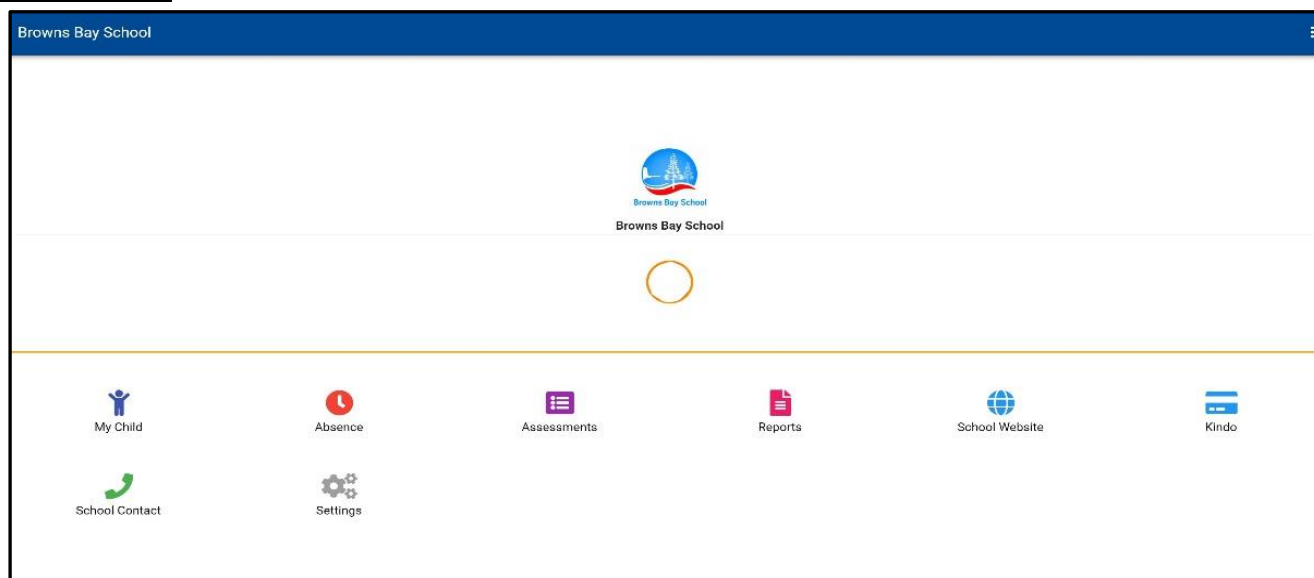 Browns Bay School
Browns Bay School
Browns Bay School
My Child
Absence
Assessments
Reports
School Website
Kindo
School Contact
Settings